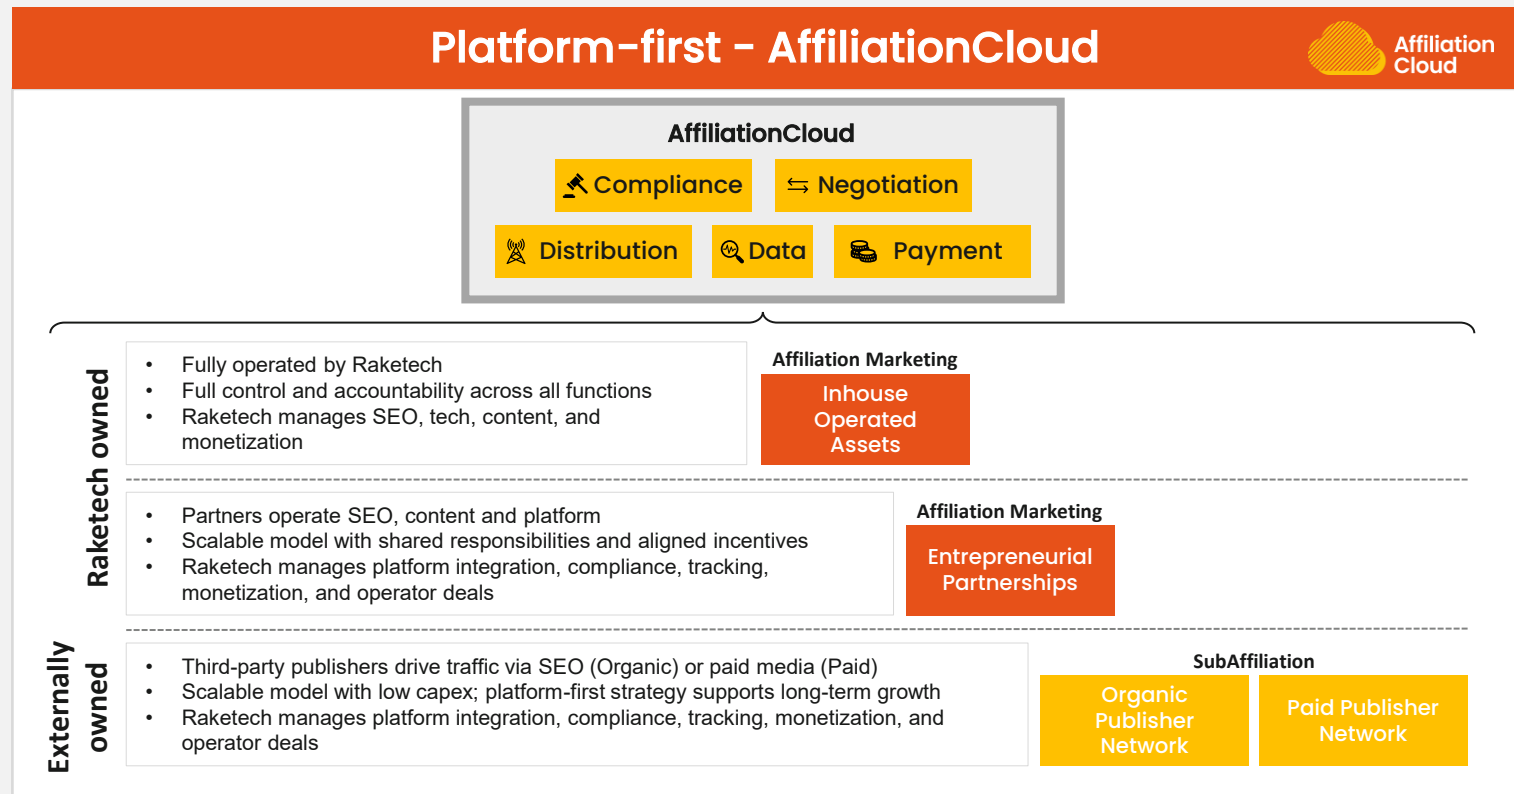 Platform-first - AffiliationCloud
Affiliation
Cloud
AffiliationCloud
Compliance
Negotiation
Distribution
Data
Payment
Raketech owned
• Fully operated by Raketech
• Full control and accountability across all functions
• Raketech manages SEO, tech, content, and
monetization
Affiliation Marketing
Inhouse
Operated
Assets
• Partners operate SEO, content and platform
• Scalable model with shared responsibilities and aligned incentives
• Raketech manages platform integration, compliance, tracking,
monetization, and operator deals
Affiliation Marketing
Entrepreneurial
Partnerships
Externally
owned
• Third-party publishers drive traffic via SEO (Organic) or paid media (Paid)
• Scalable model with low capex; platform-first strategy supports long-term growth
• Raketech manages platform integration, compliance, tracking, monetization, and
operator deals
SubAffiliation
Organic
Publisher
Network
Paid Publisher
Network